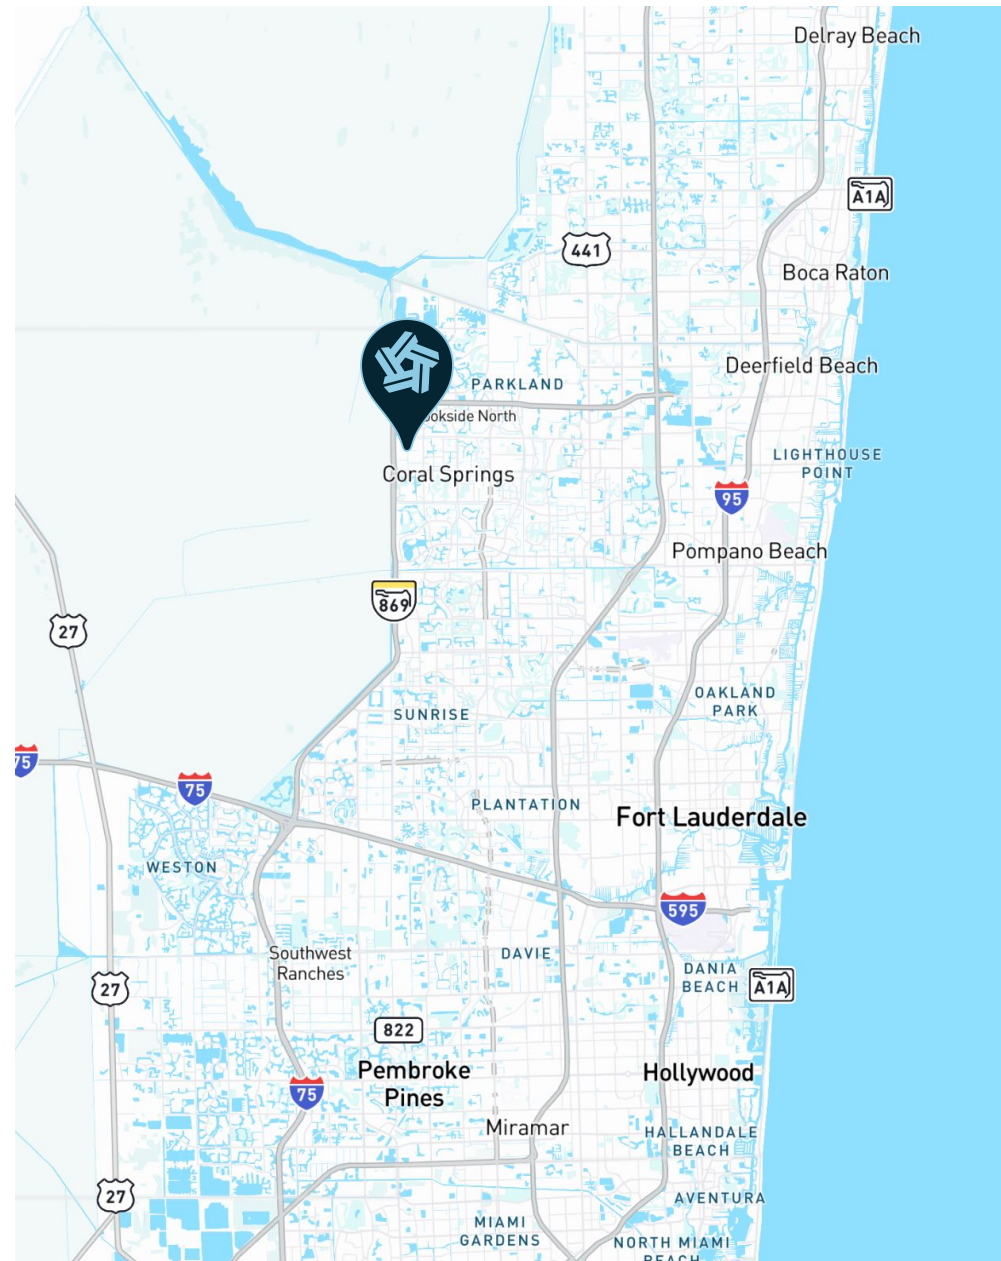 Delray Beach
A1A
441
Boca Raton
Deerfield Beach
PARKLAND
okside North
LIGHTHOUSE
POINT
Coral Springs
95
Pompano Beach
869
27
OAKLAND
PARK
SUNRISE
75
75
PLANTATION
Fort Lauderdale
WESTON
595
Southwest
Ranches
DAVIE
DANIA
BEACH
A1A
27
822
Pembroke
Pines
Hollywood
75
Miramar
HALLANDALE
BEACH
27
AVENTURA
MIAMI
GARDENS
NORTH MIAMI
BEACH